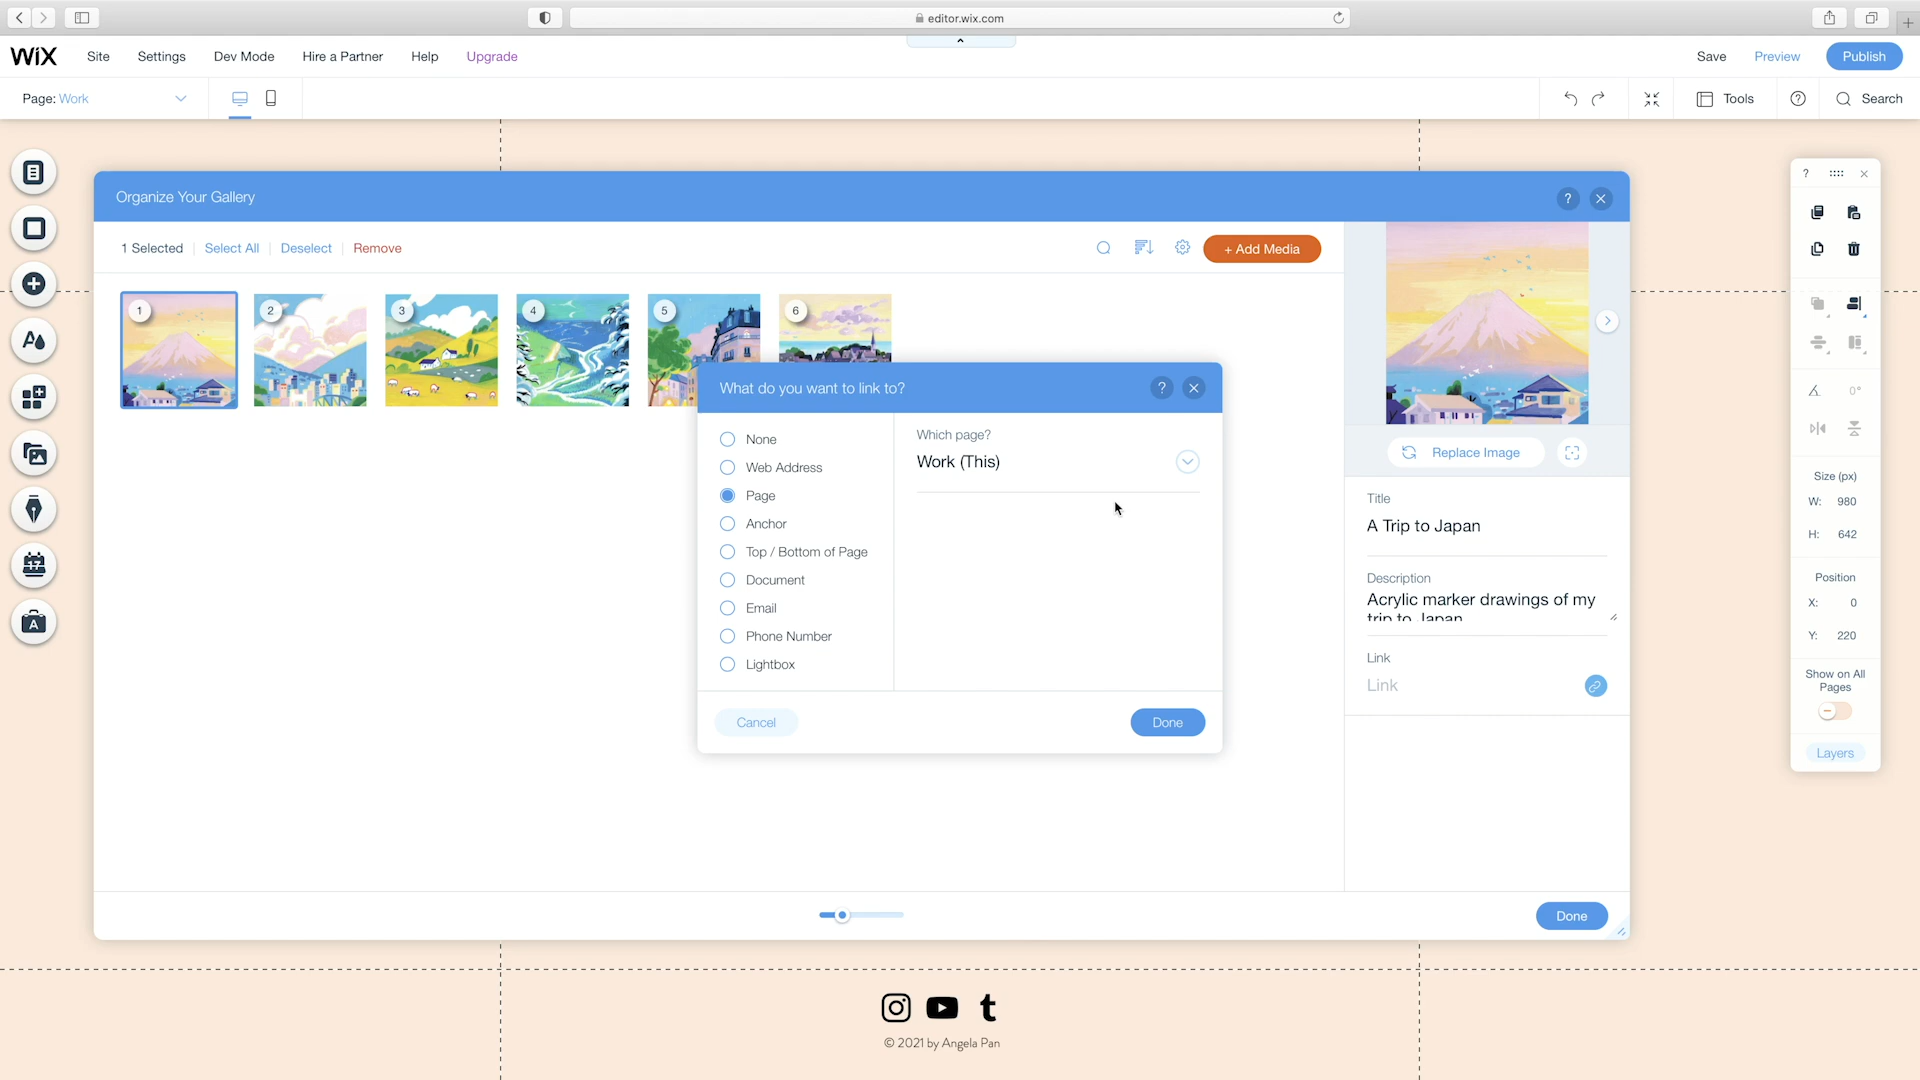 editor.wix.com
WiX Site Settings Dev Mode Hire a Partner Help Upgrade Save Preview Publish
Page: Work Tools Search
Organize Your Gallery
1 Selected Select All Deselect Remove + Add Media
1 2 3 4 5 6
What do you want to link to?
None
Web Address
Page
Anchor
Top / Bottom of Page
Document
Email
Phone Number
Lightbox
Which page?
Work (This)
Cancel Done
Replace Image
Title
A Trip to Japan
Description
Acrylic marker drawings of my
trip to Japan
Link
Link
Done
0°
Size (px)
W: 980
H: 642
Position
X: 0
Y: 220
Show on All
Pages
Layers
17
A
© 2021 by Angela Pan